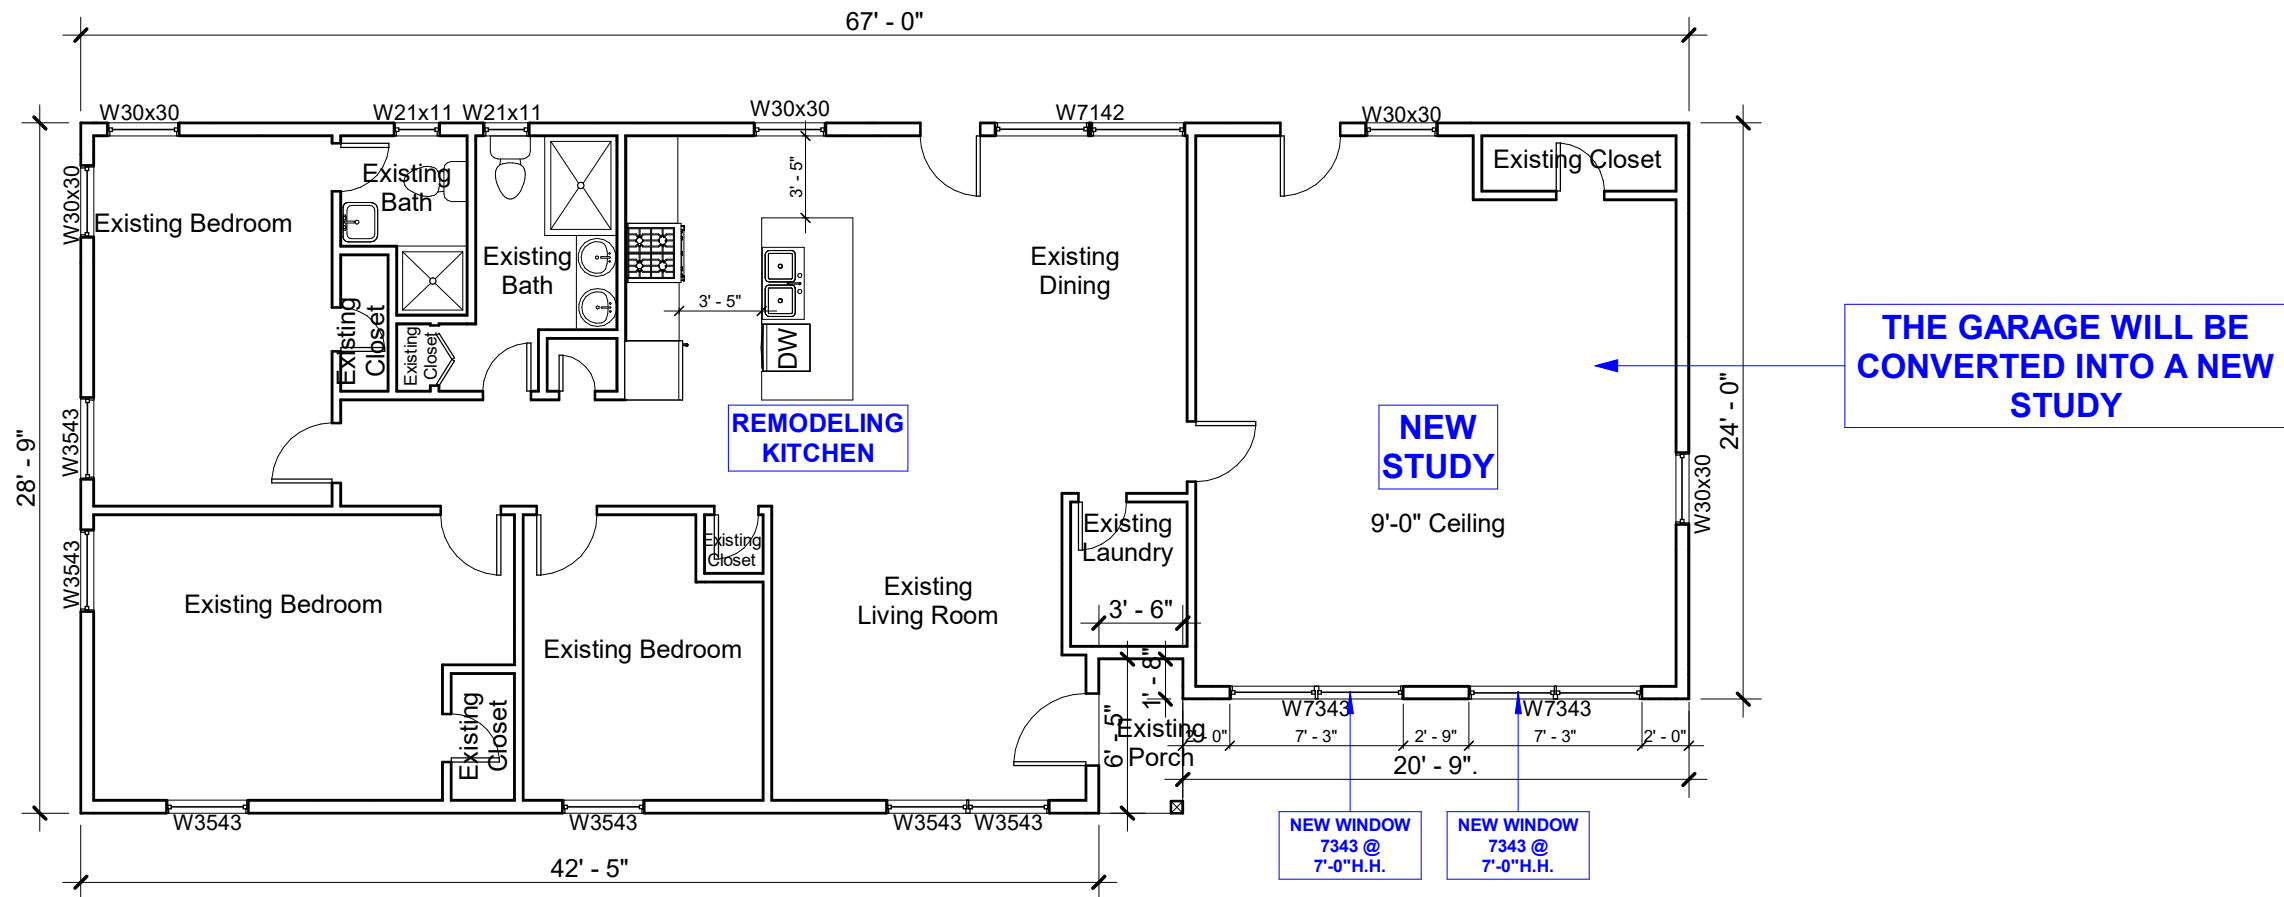 67' - 0"
W30x30
W21x11
W21x11
W30x30
W7142
W30x30
Existing Closet
3' - 5"
Existing
Bath
W30x30
Existing Bedroom
Existing
Bath
Existing
Dining
3' - 5"
Existing
Closet
Existing
Closet
DW
THE GARAGE WILL BE
CONVERTED INTO A NEW
STUDY
REMODELING
KITCHEN
NEW
STUDY
24' - 0"
28' - 9"
W3543
W30x30
9'-0" Ceiling
Existing
Laundry
Existing
Closet
W3543
Existing Bedroom
Existing
Living Room
3' - 6"
Existing Bedroom
1' - 8"
Existing
Closet
6' - 5"
Existing
Porch
W7343
W7343
2' - 0"
7' - 3"
2' - 9"
7' - 3"
2' - 0"
20' - 9".
W3543
W3543
W3543
W3543
NEW WINDOW
7343 @
7'-0"H.H.
NEW WINDOW
7343 @
7'-0"H.H.
42' - 5"